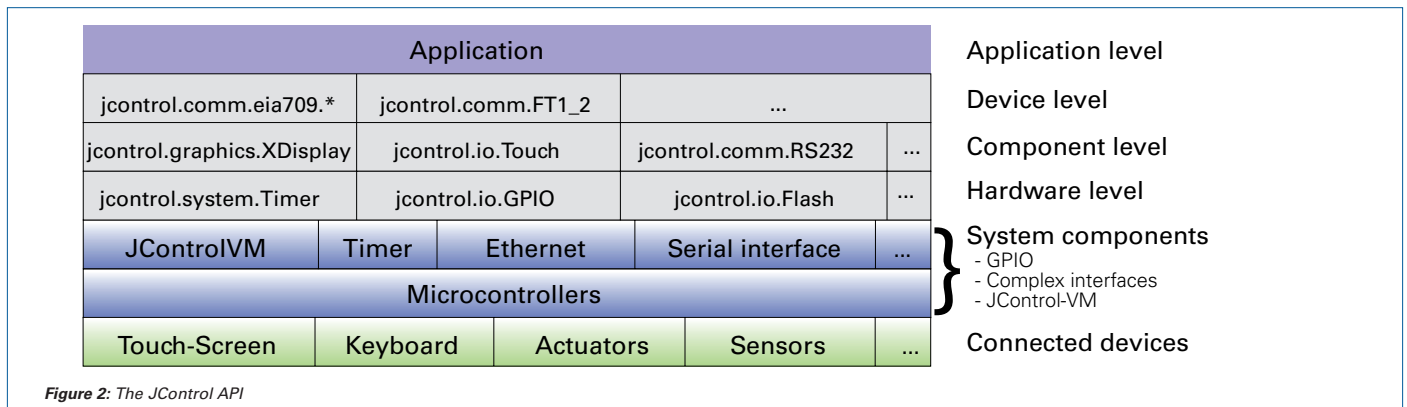 Application Application level
jcontrol.comm.eia709.* jcontrol.comm.FT1_2 ... Device level
jcontrol.graphics.XDisplay jcontrol.io.Touch jcontrol.comm.RS232 ... Component level
jcontrol.system.Timer jcontrol.io.GPIO jcontrol.io.Flash ... Hardware level
JControlVM Timer Ethernet Serial interface ... System components
- GPIO
- Complex interfaces
- JControl-VM
Microcontrollers
Touch-Screen Keyboard Actuators Sensors ... Connected devices
Figure 2: The JControl API